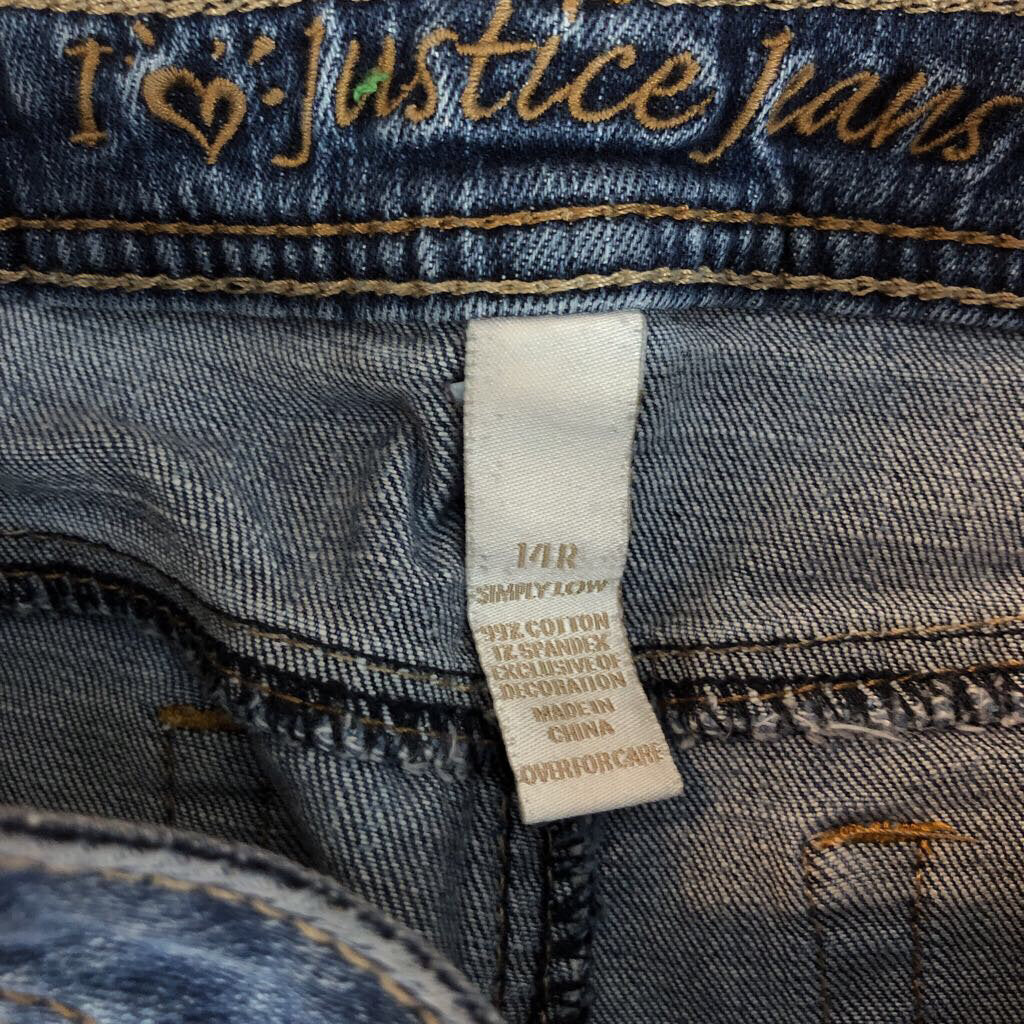 I ♥ Justice Jeans
14R
SIMPLY LOW
99% COTTON
1% SPANDEX
EXCLUSIVE OF
DECORATION
MADE IN
CHINA
OVER FOR CARE